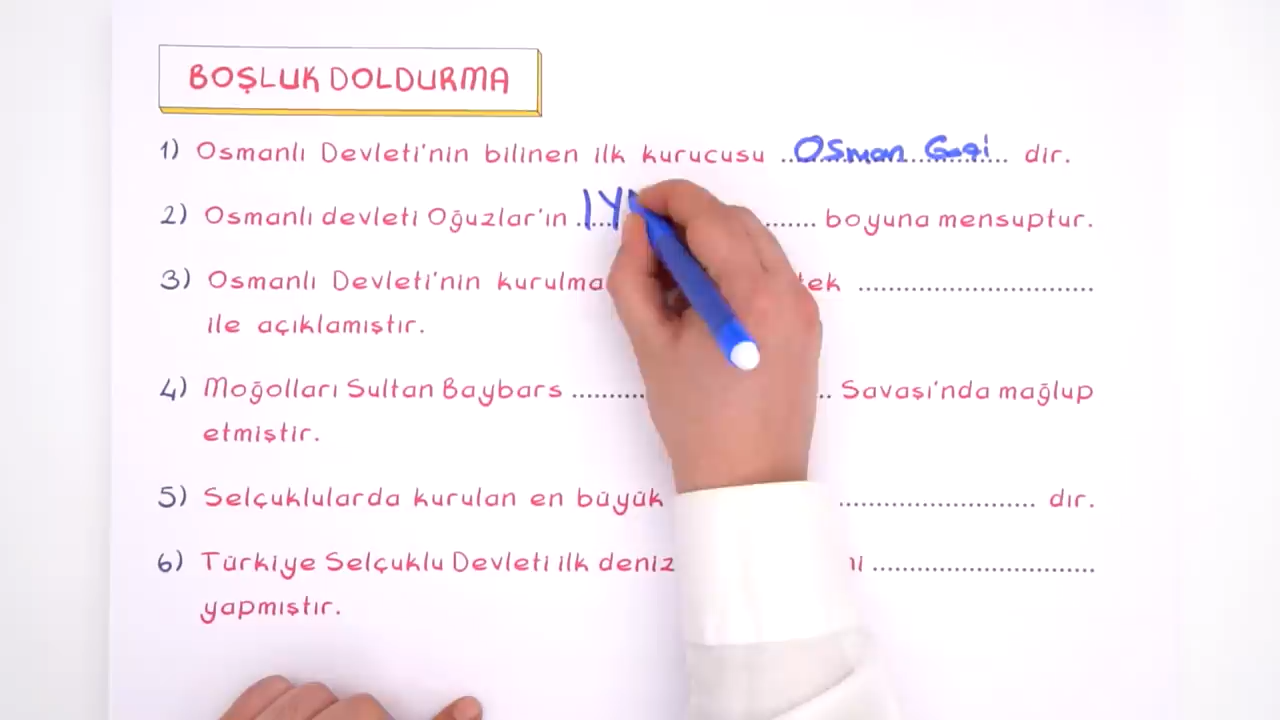 BOŞLUK DOLDURMA
1) Osmanlı Devleti'nin bilinen ilk kurucusu ..Osman Gazi.. dir.
2) Osmanlı devleti Oğuzlar'ın ....IY ...... boyuna mensuptur.
3) Osmanlı Devleti'nin ..............................
ile açıklamıştır.
4) Moğolları Sultan Baybars ........... .. Savaşı'nda mağlup
etmiştir.
5) Selçuklularda kurulan en büyük ......................... dır.
6) Türkiye Selçuklu Devleti ilk deniz ............................
yapmıştır.